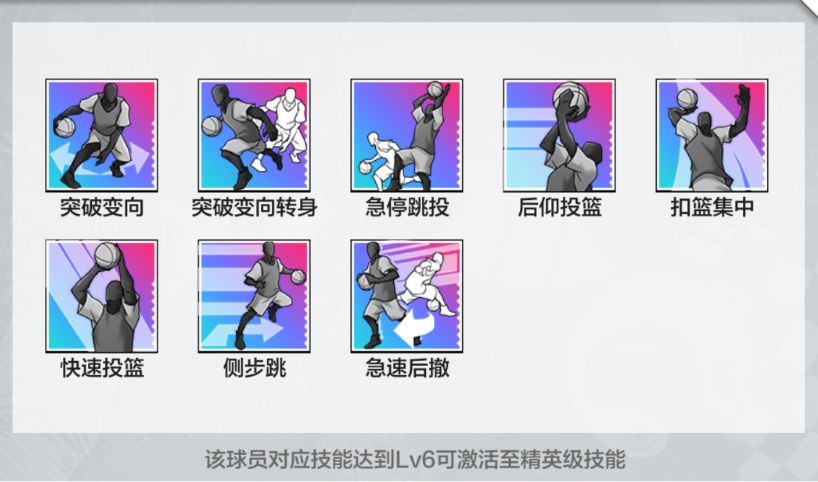 突破变向 突破变向转身 急停跳投 后仰投篮 扣篮集中
快速投篮 侧步跳 急速后撤
该球员对应技能达到Lv6可激活至精英级技能